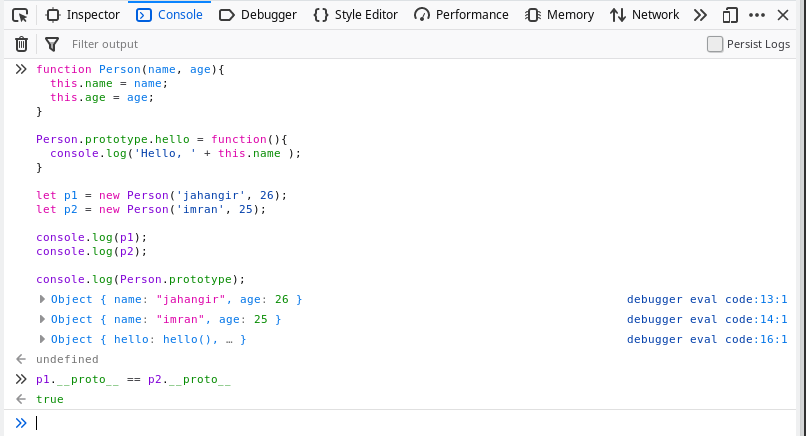 Inspector Console Debugger Style Editor Performance Memory Network
Filter output Persist Logs
function Person(name, age){
  this.name = name;
  this.age = age;
}
Person.prototype.hello = function(){
  console.log('Hello, ' + this.name );
}
let p1 = new Person('jahangir', 26);
let p2 = new Person('imran', 25);
console.log(p1);
console.log(p2);
console.log(Person.prototype);
Object { name: "jahangir", age: 26 } debugger eval code:13:1
Object { name: "imran", age: 25 } debugger eval code:14:1
Object { hello: hello(), … } debugger eval code:16:1
undefined
p1.__proto__ == p2.__proto__
true